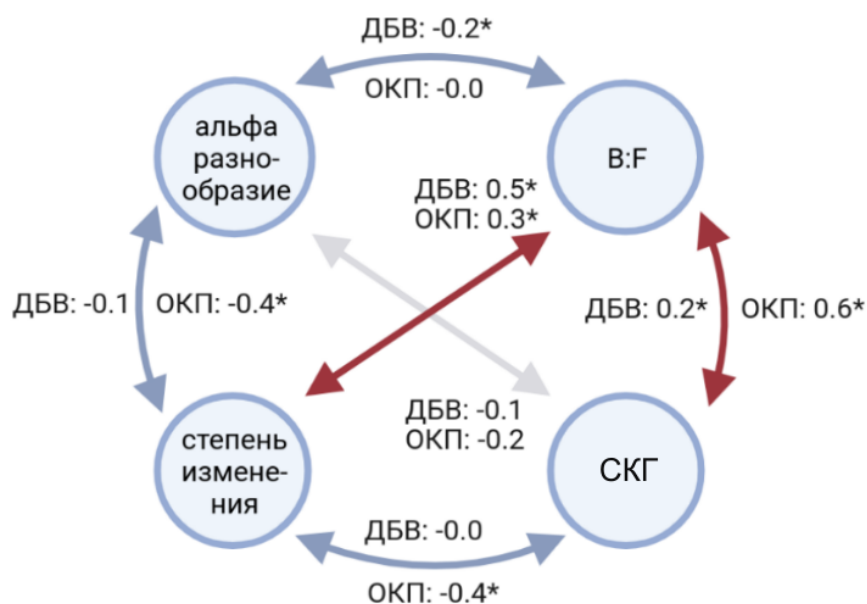 ДБВ: -0.2*
ОКП: -0.0
альфа
разно-
образие
B:F
ДБВ: 0.5*
ОКП: 0.3*
ДБВ: -0.1
ОКП: -0.4*
ДБВ: 0.2*
ОКП: 0.6*
ДБВ: -0.1
ОКП: -0.2
степень
измене-
ния
СКГ
ДБВ: -0.0
ОКП: -0.4*